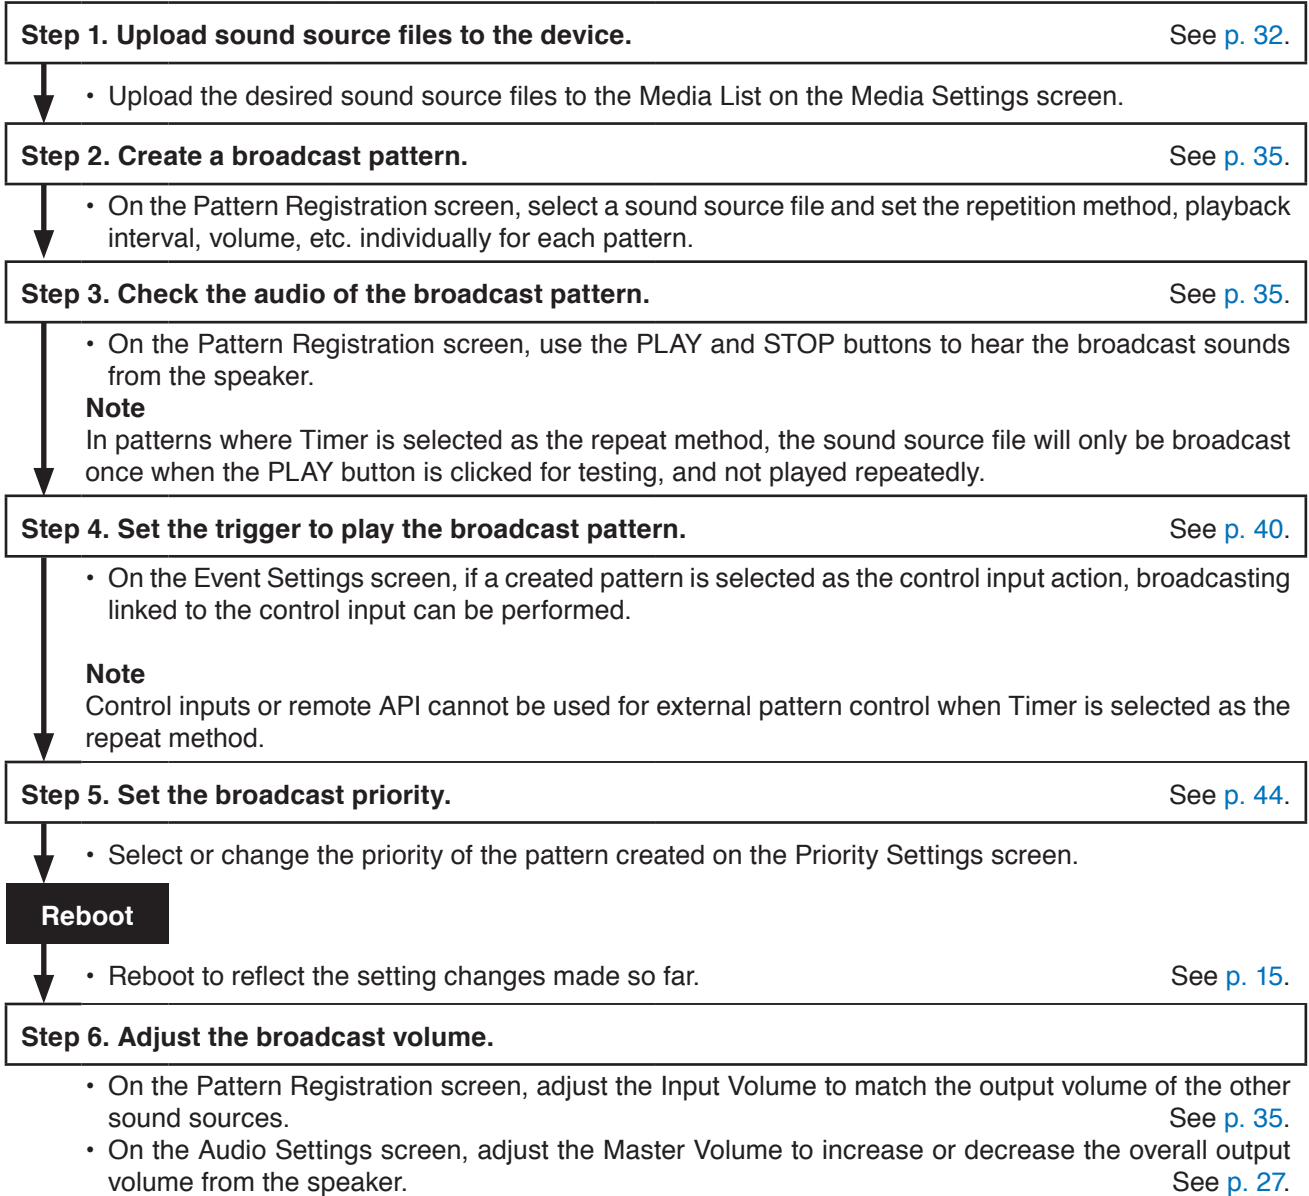 Step 1. Upload sound source files to the device. See p. 32.
• Upload the desired sound source files to the Media List on the Media Settings screen.
Step 2. Create a broadcast pattern. See p. 35.
• On the Pattern Registration screen, select a sound source file and set the repetition method, playback
interval, volume, etc. individually for each pattern.
Step 3. Check the audio of the broadcast pattern. See p. 35.
• On the Pattern Registration screen, use the PLAY and STOP buttons to hear the broadcast sounds
from the speaker.
Note
In patterns where Timer is selected as the repeat method, the sound source file will only be broadcast
once when the PLAY button is clicked for testing, and not played repeatedly.
Step 4. Set the trigger to play the broadcast pattern. See p. 40.
• On the Event Settings screen, if a created pattern is selected as the control input action, broadcasting
linked to the control input can be performed.
Note
Control inputs or remote API cannot be used for external pattern control when Timer is selected as the
repeat method.
Step 5. Set the broadcast priority. See p. 44.
• Select or change the priority of the pattern created on the Priority Settings screen.
Reboot
• Reboot to reflect the setting changes made so far. See p. 15.
Step 6. Adjust the broadcast volume.
• On the Pattern Registration screen, adjust the Input Volume to match the output volume of the other
sound sources. See p. 35.
• On the Audio Settings screen, adjust the Master Volume to increase or decrease the overall output
volume from the speaker. See p. 27.